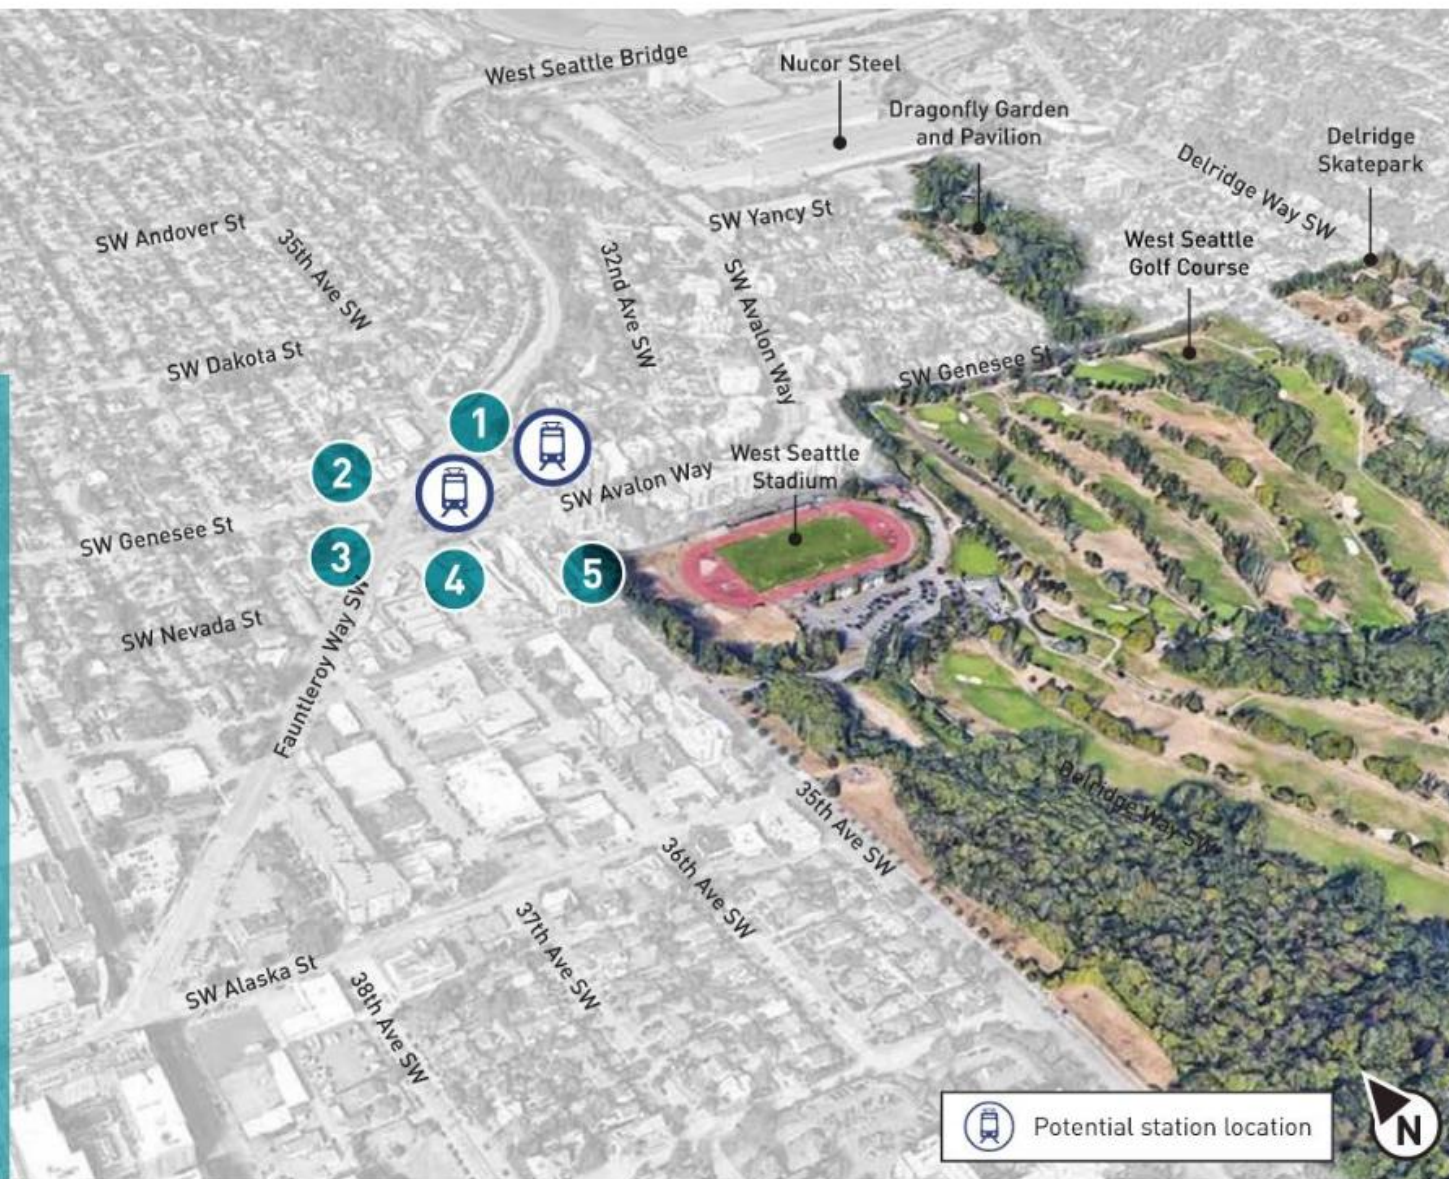 West Seattle Bridge
Nucor Steel
Dragonfly Garden
and Pavilion
Delridge
Skatepark
Delridge Way SW
SW Andover St
35th Ave SW
SW Yancy St
West Seattle
Golf Course
32nd Ave SW
SW Avalon Way
SW Dakota St
SW Genesee St
1
2
SW Avalon Way
West Seattle
Stadium
SW Genesee St
3
4
5
SW Nevada St
Fauntleroy Way SW
35th Ave SW
Delridge Way SW
36th Ave SW
37th Ave SW
SW Alaska St
38th Ave SW
Potential station location
N